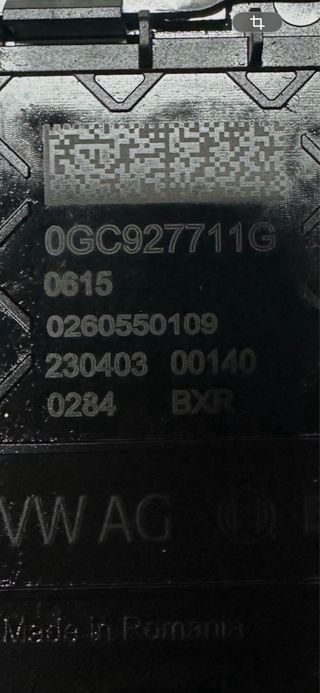 0GC927711G
0615
0260550109
230403 00140
0284 BXR
VW AG
Made in Romania